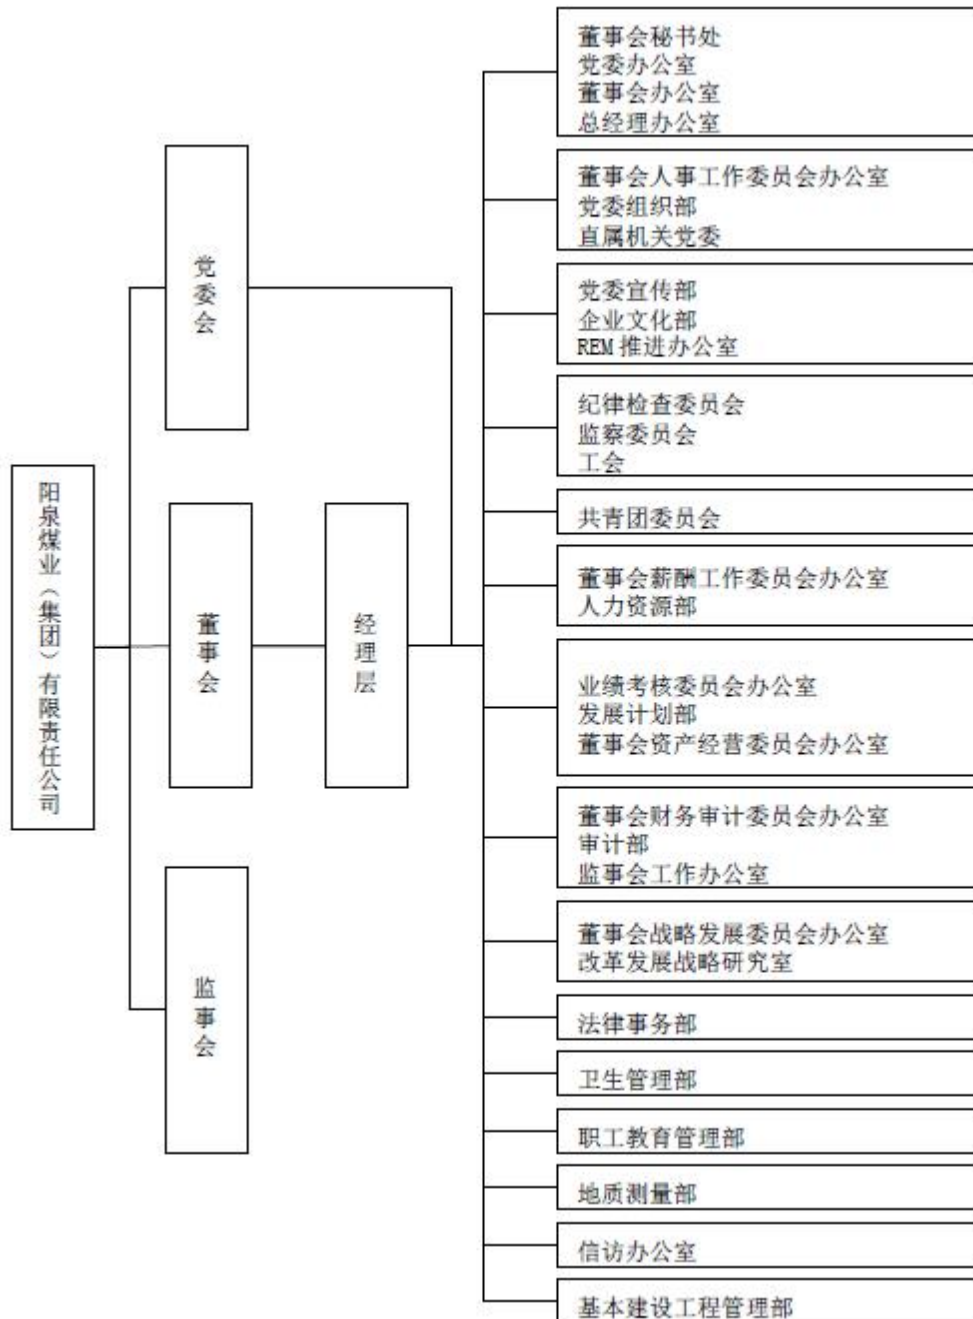 阳泉煤业（集团）有限责任公司
党委会
董事会
监事会
经理层
董事会秘书处
党委办公室
董事会办公室
总经理办公室
董事会人事工作委员会办公室
党委组织部
直属机关党委
党委宣传部
企业文化部
REM 推进办公室
纪律检查委员会
监察委员会
工会
共青团委员会
董事会薪酬工作委员会办公室
人力资源部
业绩考核委员会办公室
发展计划部
董事会资产经营委员会办公室
董事会财务审计委员会办公室
审计部
监事会工作办公室
董事会战略发展委员会办公室
改革发展战略研究室
法律事务部
卫生管理部
职工教育管理部
地质测量部
信访办公室
基本建设工程管理部